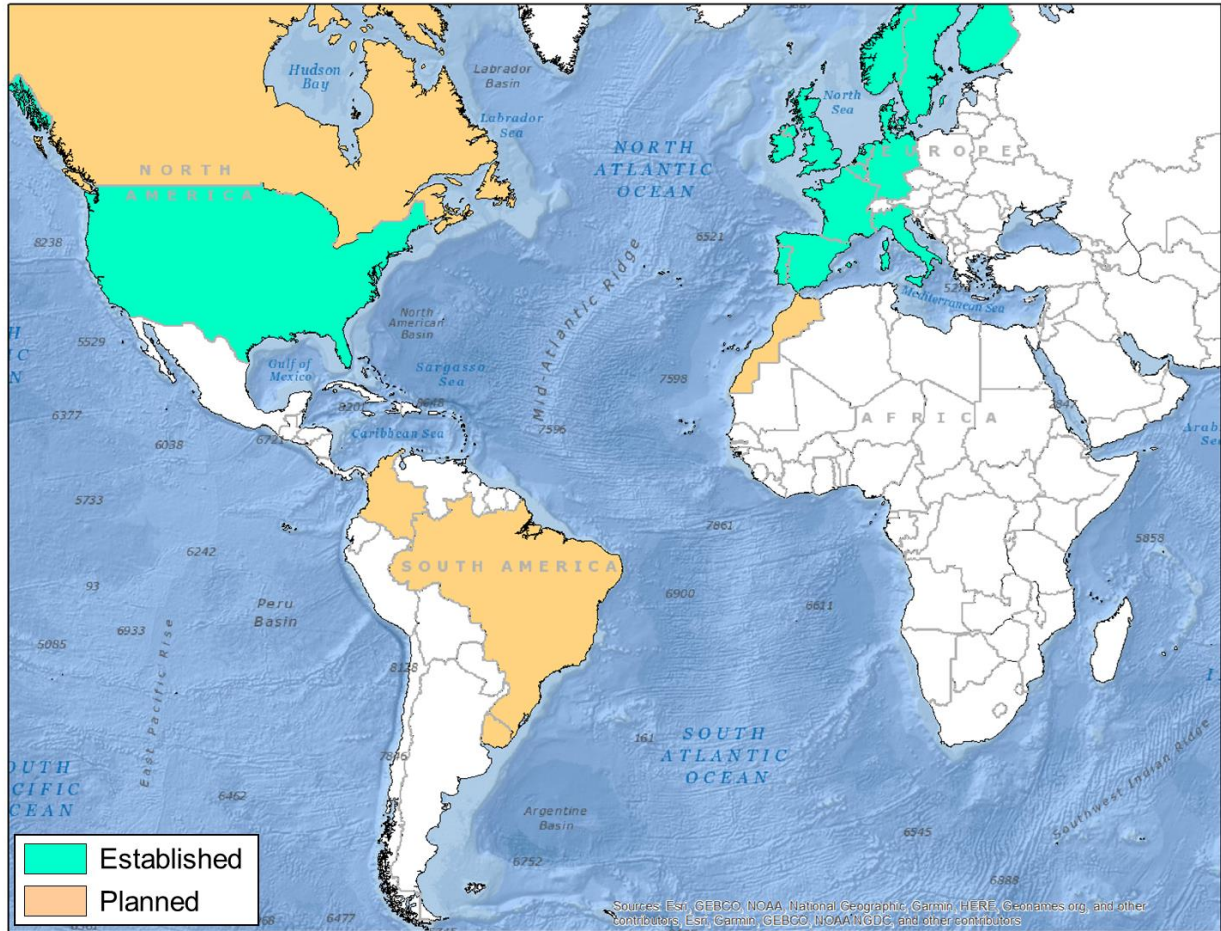 Hudson
Bay
Labrador
Basin
Labrador
Sea
North
Sea
NORTH
ATLANTIC
OCEAN
EUROPE
NORTH
AMERICA
8238
6521
Mid-Atlantic Ridge
Mediterranean Sea
North
American
Basin
5529
Gulf of
Mexico
Sargasso
Sea
7598
6377
8201
8648
AFRICA
6038
6721
Caribbean Sea
7596
5733
7861
5858
6242
SOUTH AMERICA
93
Peru
Basin
6900
8611
6933
5085
East Pacific Rise
SOUTH
ATLANTIC
OCEAN
161
Southwest Indian Ridge
6462
Argentine
Basin
6545
6252
6888
6477
Established
Planned
Sources: Esri, GEBCO, NOAA, National Geographic, Garmin, HERE, Geonames.org, and other
contributors, Esri, Garmin, GEBCO, NOAA NGDC, and other contributors